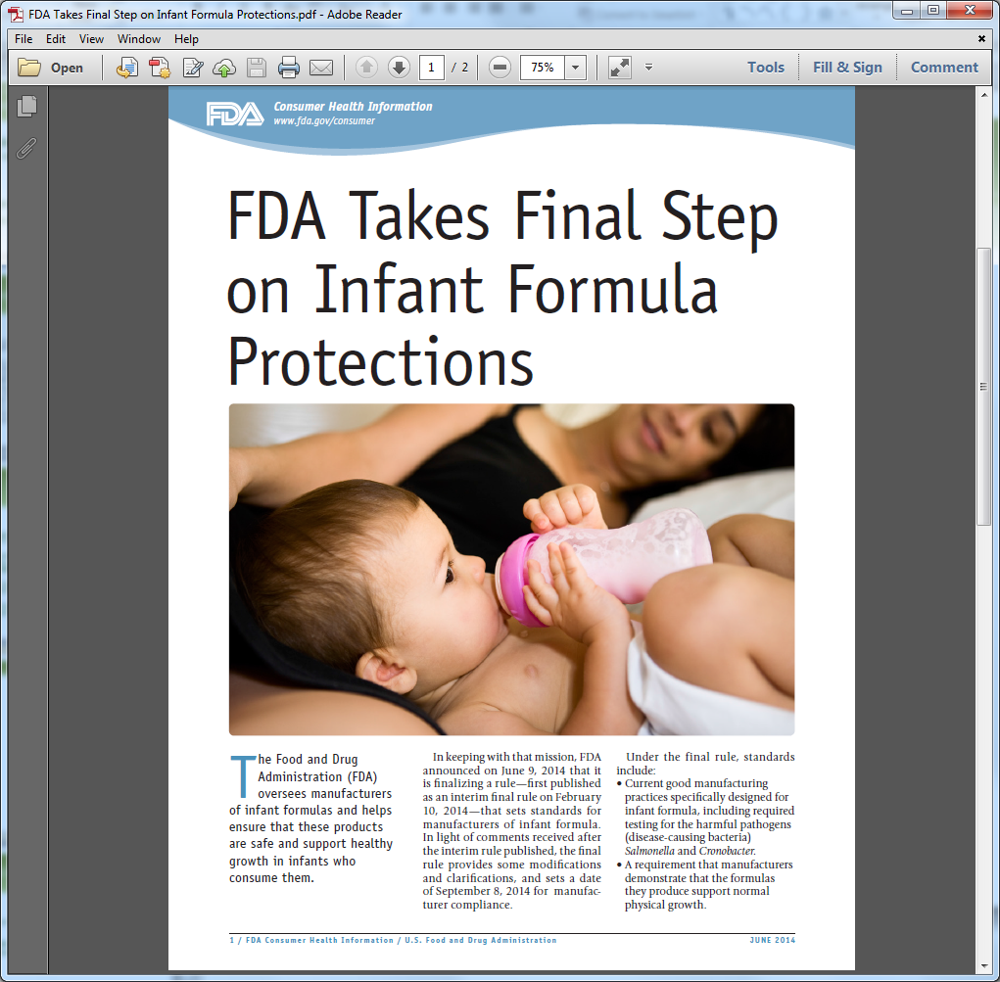 FDA Takes Final Step on Infant Formula Protections.pdf - Adobe Reader
File Edit View Window Help
Open 1 / 2 75% Tools Fill & Sign Comment
FDA Consumer Health Information
www.fda.gov/consumer
FDA Takes Final Step
on Infant Formula
Protections
The Food and Drug
Administration (FDA)
oversees manufacturers
of infant formulas and helps
ensure that these products
are safe and support healthy
growth in infants who
consume them.
In keeping with that mission, FDA
announced on June 9, 2014 that it
is finalizing a rule—first published
as an interim final rule on February
10, 2014—that sets standards for
manufacturers of infant formula.
In light of comments received after
the interim rule published, the final
rule provides some modifications
and clarifications, and sets a date
of September 8, 2014 for manufac-
turer compliance.
Under the final rule, standards
include:
• Current good manufacturing
practices specifically designed for
infant formula, including required
testing for the harmful pathogens
(disease-causing bacteria)
Salmonella and Cronobacter.
• A requirement that manufacturers
demonstrate that the formulas
they produce support normal
physical growth.
1 / FDA Consumer Health Information / U.S. Food and Drug Administration JUNE 2014